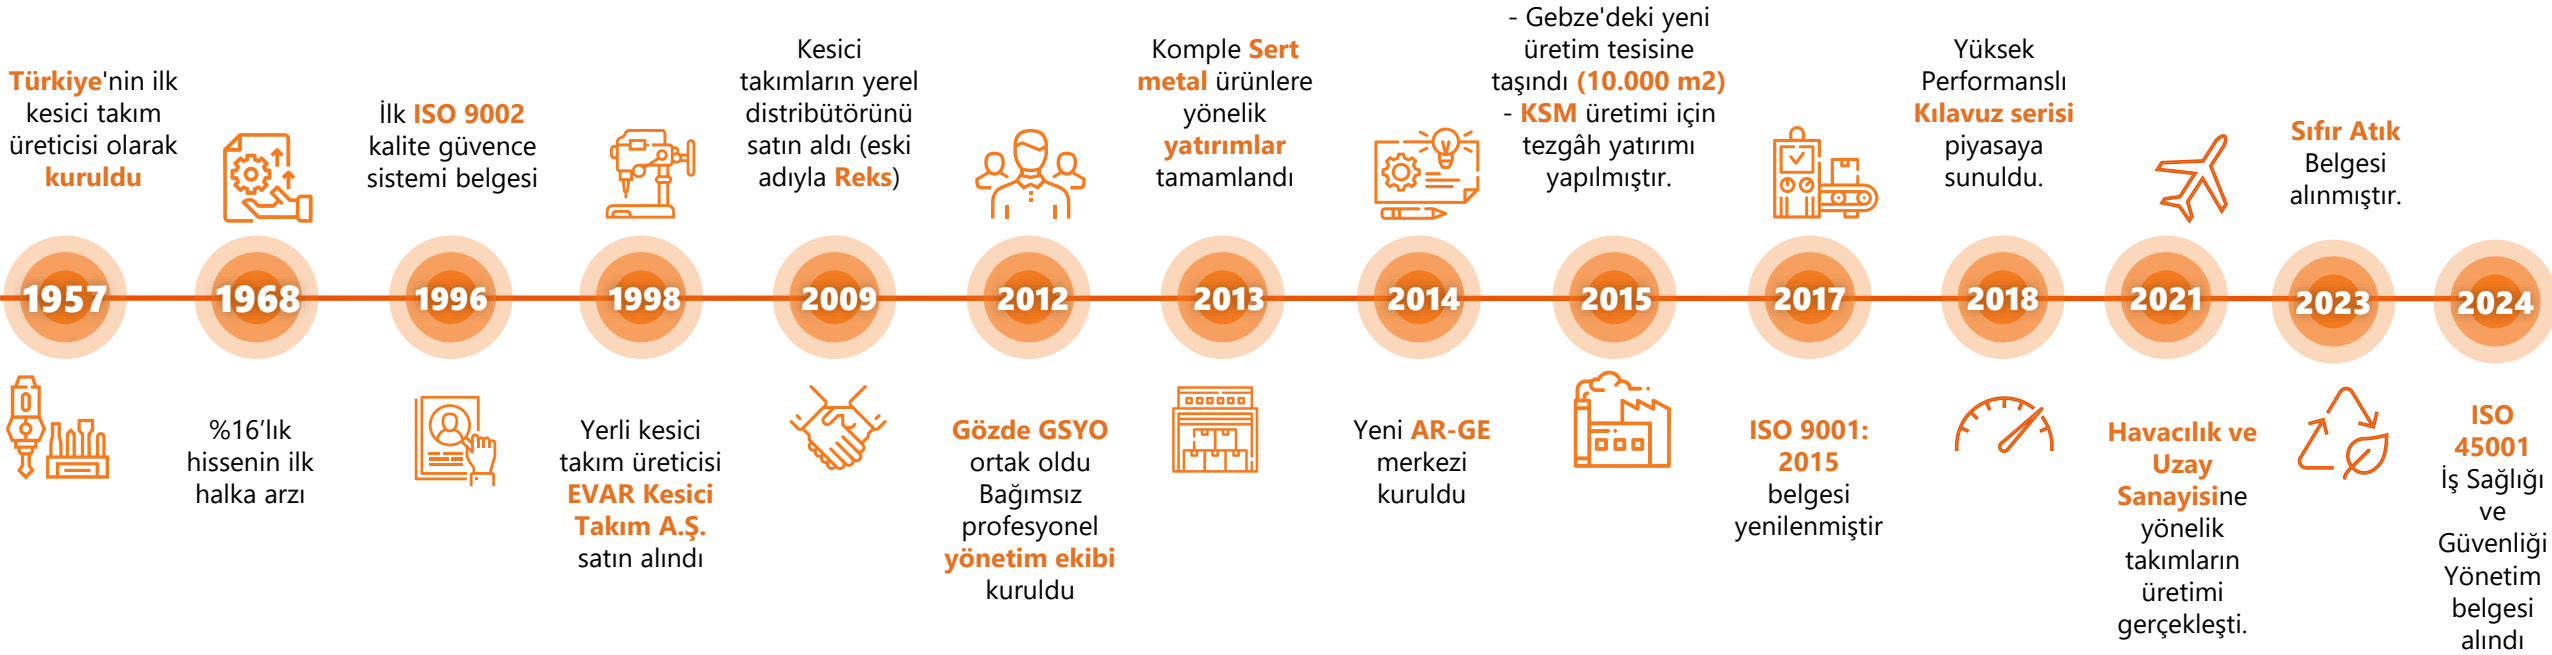 1957
Türkiye'nin ilk
kesici takım
üreticisi olarak
kuruldu
1968
%16’lık
hissenin ilk
halka arzı
1996
İlk ISO 9002
kalite güvence
sistemi belgesi
1998
Yerli kesici
takım üreticisi
EVAR Kesici
Takım A.Ş.
satın alındı
2009
Kesici
takımların yerel
distribütörünü
satın aldı (eski
adıyla Reks)
2012
Gözde GSYO
ortak oldu
Bağımsız
profesyonel
yönetim ekibi
kuruldu
2013
Komple Sert
metal ürünlere
yönelik
yatırımlar
tamamlandı
2014
Yeni AR-GE
merkezi
kuruldu
2015
- Gebze'deki yeni
üretim tesisine
taşındı (10.000 m2)
- KSM üretimi için
tezgâh yatırımı
yapılmıştır.
2017
ISO 9001:
2015
belgesi
yenilenmiştir
2018
Yüksek
Performanslı
Kılavuz serisi
piyasaya
sunuldu.
2021
Havacılık ve
Uzay
Sanayisine
yönelik
takımların
üretimi
gerçekleşti.
2023
Sıfır Atık
Belgesi
alınmıştır.
2024
ISO
45001
İş Sağlığı
ve
Güvenliği
Yönetim
belgesi
alındı